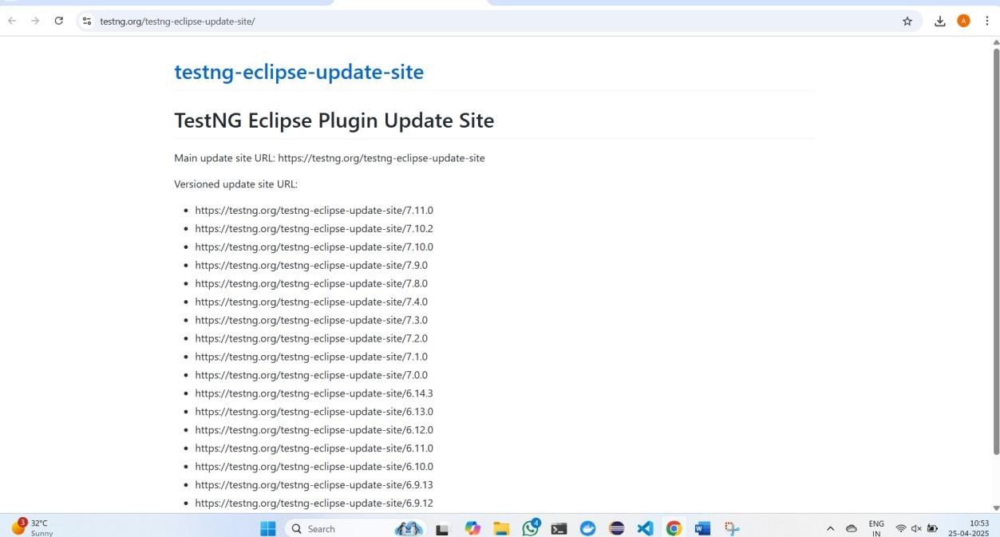 testng.org/testng-eclipse-update-site/
A
testng-eclipse-update-site
TestNG Eclipse Plugin Update Site
Main update site URL: https://testng.org/testng-eclipse-update-site
Versioned update site URL:
https://testng.org/testng-eclipse-update-site/7.11.0
https://testng.org/testng-eclipse-update-site/7.10.2
https://testng.org/testng-eclipse-update-site/7.10.0
https://testng.org/testng-eclipse-update-site/7.9.0
https://testng.org/testng-eclipse-update-site/7.8.0
https://testng.org/testng-eclipse-update-site/7.4.0
https://testng.org/testng-eclipse-update-site/7.3.0
https://testng.org/testng-eclipse-update-site/7.2.0
https://testng.org/testng-eclipse-update-site/7.1.0
https://testng.org/testng-eclipse-update-site/7.0.0
https://testng.org/testng-eclipse-update-site/6.14.3
https://testng.org/testng-eclipse-update-site/6.13.0
https://testng.org/testng-eclipse-update-site/6.12.0
https://testng.org/testng-eclipse-update-site/6.11.0
https://testng.org/testng-eclipse-update-site/6.10.0
https://testng.org/testng-eclipse-update-site/6.9.13
https://testng.org/testng-eclipse-update-site/6.9.12
3
32°C
Sunny
Search
4
W
ENG
IN
10:53
25-04-2025